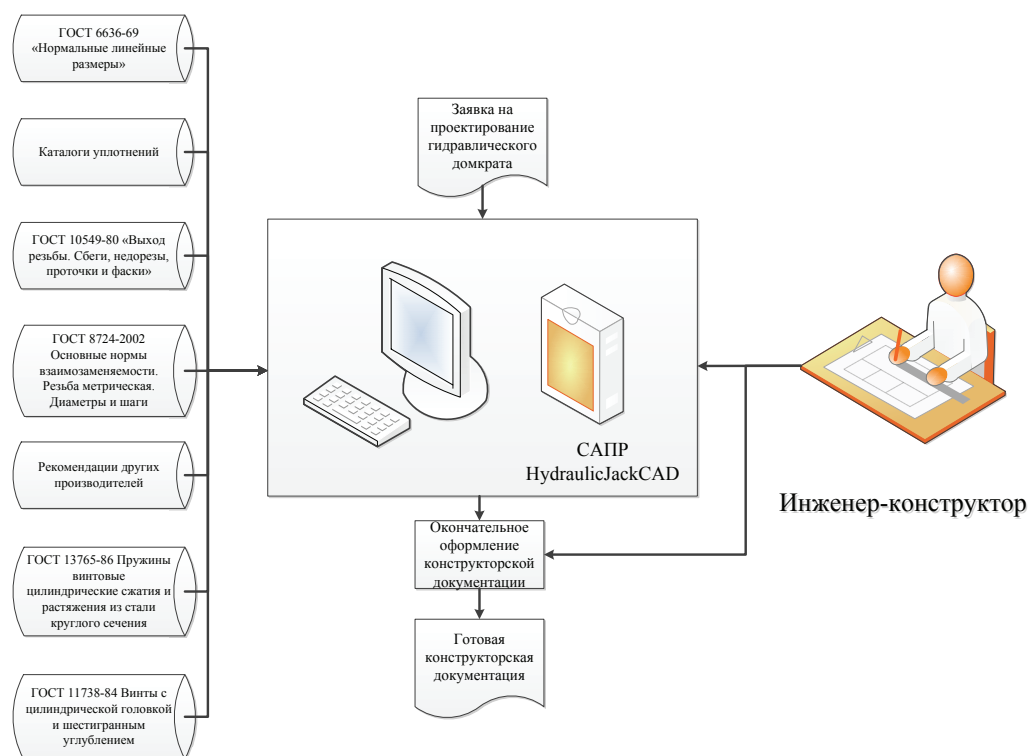 ГОСТ 6636-69
«Нормальные линейные
размеры»
Каталоги уплотнений
ГОСТ 10549-80 «Выход
резьбы. Сбеги, недорезы,
проточки и фаски»
ГОСТ 8724-2002
Основные нормы
взаимозаменяемости.
Резьба метрическая.
Диаметры и шаги
Рекомендации других
производителей
ГОСТ 13765-86 Пружины
винтовые
цилиндрические сжатия и
растяжения из стали
круглого сечения
ГОСТ 11738-84 Винты с
цилиндрической головкой
и шестигранным
углублением
Заявка на
проектирование
гидравлического
домкрата
САПР
HydraulicJackCAD
Окончательное
оформление
конструкторской
документации
Готовая
конструкторская
документация
Инженер-конструктор